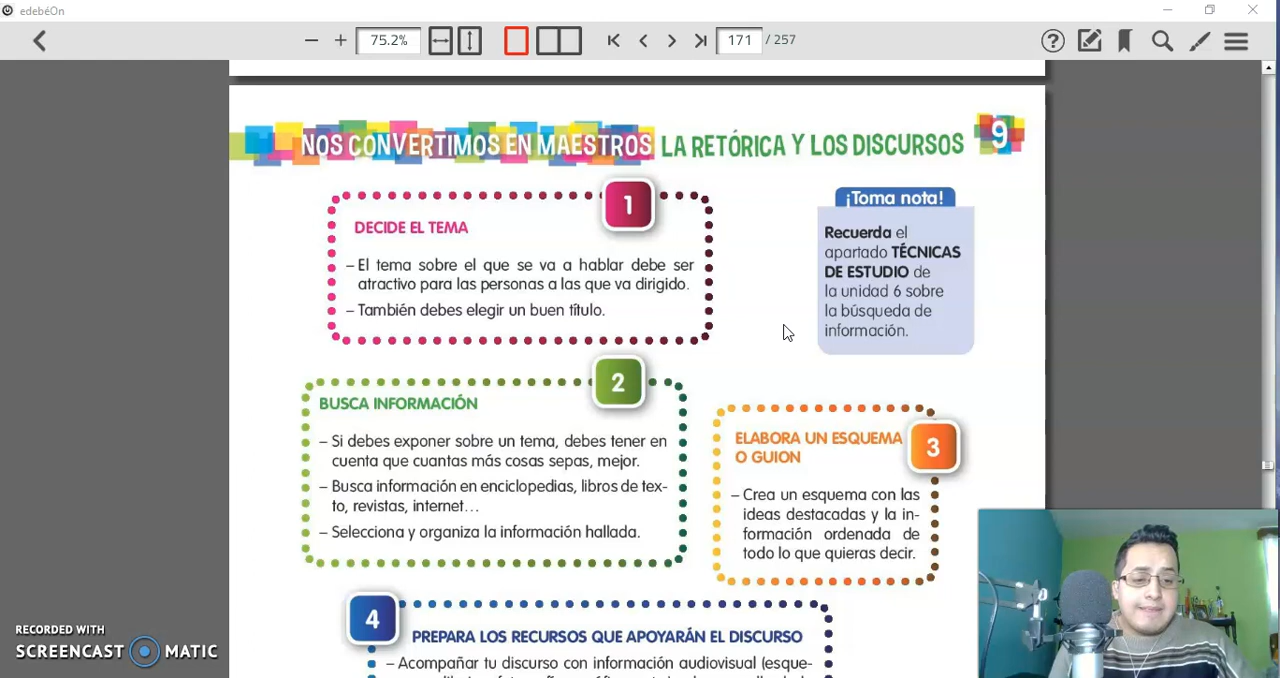 edebéOn
75.2%
171 / 257
NOS CONVERTIMOS EN MAESTROS LA RETÓRICA Y LOS DISCURSOS 9
1
DECIDE EL TEMA
– El tema sobre el que se va a hablar debe ser
atractivo para las personas a las que va dirigido.
– También debes elegir un buen título.
¡Toma nota!
Recuerda el
apartado TÉCNICAS
DE ESTUDIO de
la unidad 6 sobre
la búsqueda de
información.
2
BUSCA INFORMACIÓN
– Si debes exponer sobre un tema, debes tener en
cuenta que cuantas más cosas sepas, mejor.
– Busca información en enciclopedias, libros de tex-
to, revistas, internet…
– Selecciona y organiza la información hallada.
3
ELABORA UN ESQUEMA
O GUION
– Crea un esquema con las
ideas destacadas y la in-
formación ordenada de
todo lo que quieras decir.
4
PREPARA LOS RECURSOS QUE APOYARÁN EL DISCURSO
– Acompañar tu discurso con información audiovisual (esque-
RECORDED WITH
SCREENCAST MATIC